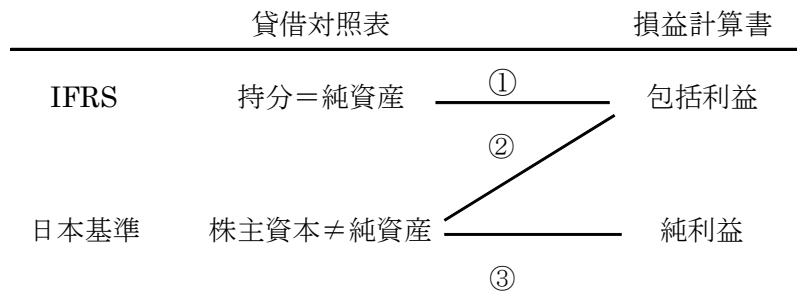 貸借対照表 損益計算書
①
IFRS 持分＝純資産 包括利益
②
日本基準 株主資本≠純資産 純利益
③